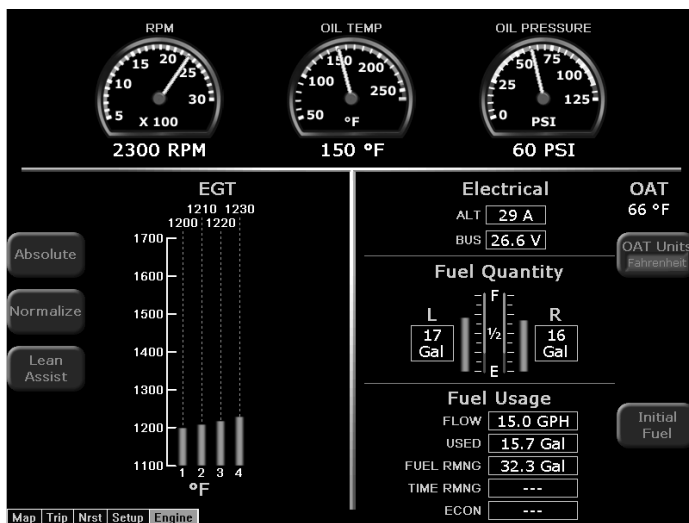 RPM OIL TEMP OIL PRESSURE
5 10 15 20 25 30
X 100
2300 RPM
50 100 150 200 250
°F
150 °F
0 25 50 75 100 125
PSI
60 PSI
EGT
1210 1230
1200 1220
1700
1600
1500
1400
1300
1200
1100
1 2 3 4
°F
Absolute
Normalize
Lean
Assist
Electrical
ALT 29 A
BUS 26.6 V
OAT
66 °F
OAT Units
Fahrenheit
Fuel Quantity
L F R
17 ½ 16
Gal Gal
E
Fuel Usage
FLOW 15.0 GPH
USED 15.7 Gal
FUEL RMNG 32.3 Gal
TIME RMNG ---
ECON ---
Initial
Fuel
Map Trip Nrst Setup Engine